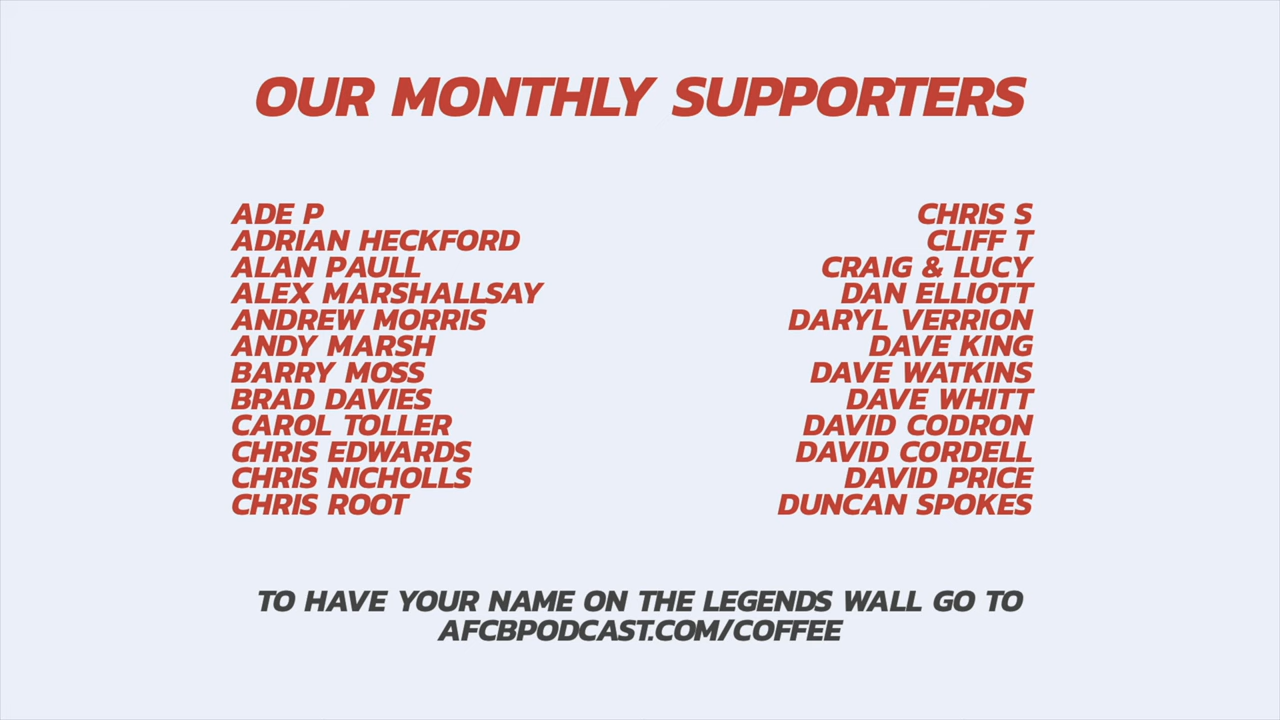 OUR MONTHLY SUPPORTERS
ADE P
ADRIAN HECKFORD
ALAN PAULL
ALEX MARSHALLSAY
ANDREW MORRIS
ANDY MARSH
BARRY MOSS
BRAD DAVIES
CAROL TOLLER
CHRIS EDWARDS
CHRIS NICHOLLS
CHRIS ROOT
CHRIS S
CLIFF T
CRAIG & LUCY
DAN ELLIOTT
DARYL VERRION
DAVE KING
DAVE WATKINS
DAVE WHITT
DAVID CODRON
DAVID CORDELL
DAVID PRICE
DUNCAN SPOKES
TO HAVE YOUR NAME ON THE LEGENDS WALL GO TO
AFCBPODCAST.COM/COFFEE